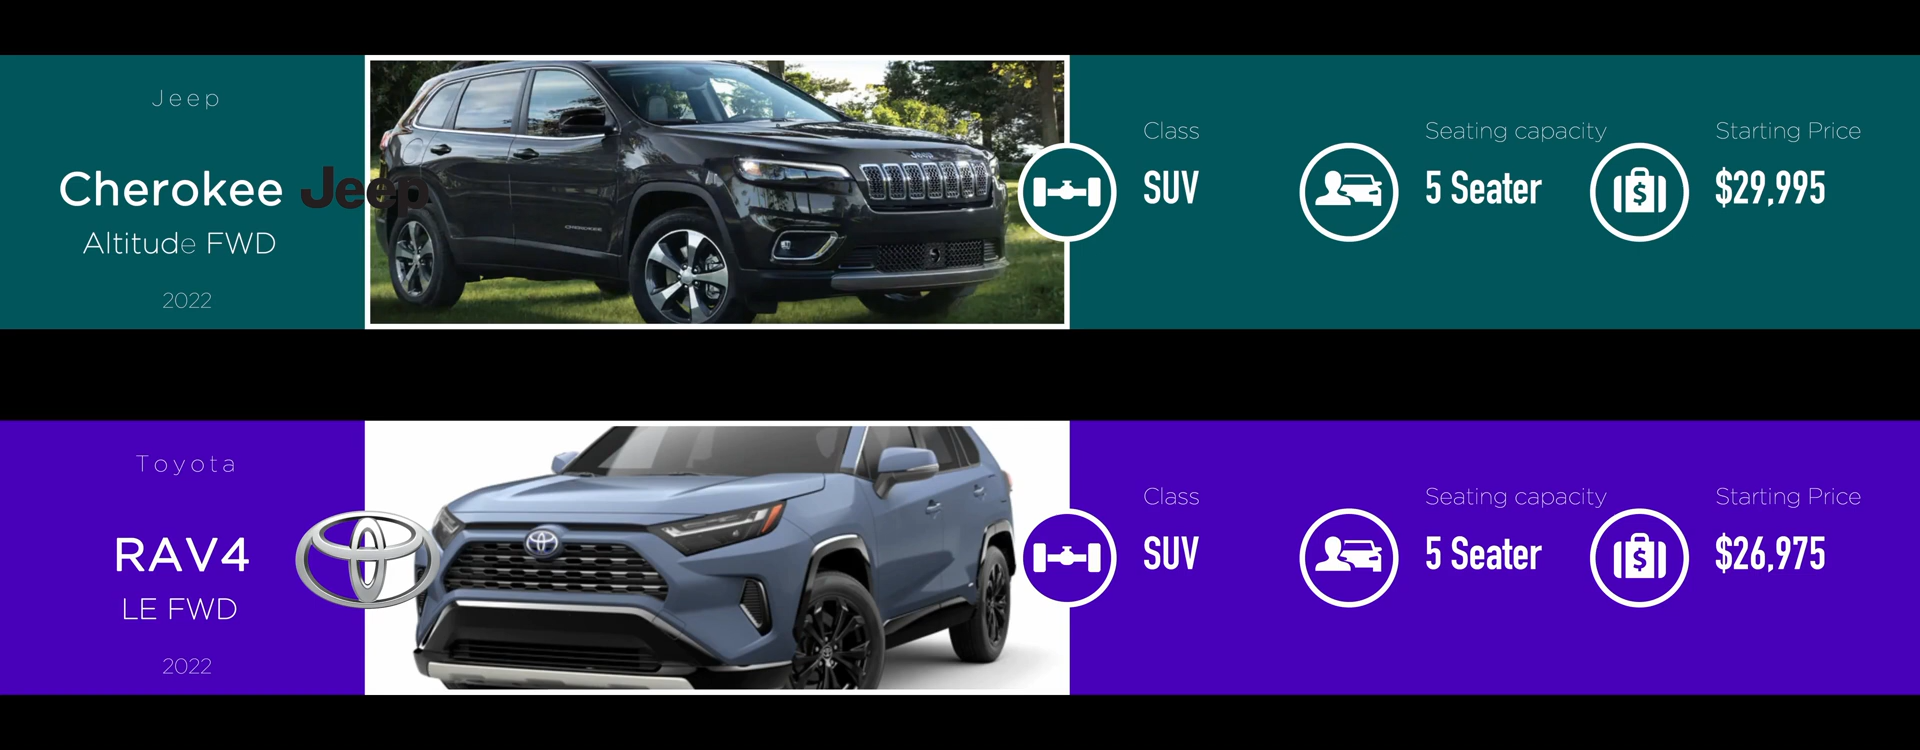 Jeep
Cherokee
Jeep
Altitude FWD
2022
Class
SUV
Seating capacity
5 Seater
$
Starting Price
$29,995
Toyota
RAV4
LE FWD
2022
Class
SUV
Seating capacity
5 Seater
$
Starting Price
$26,975